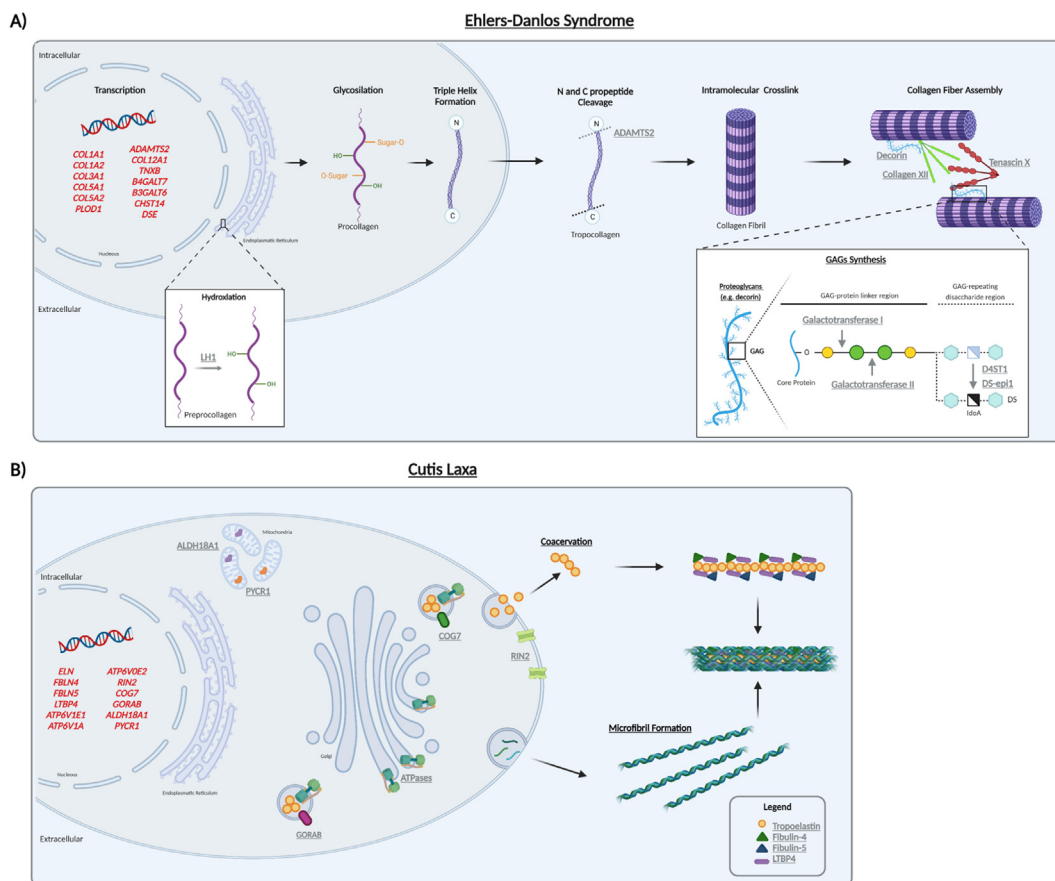 A)
Ehlers-Danlos Syndrome
Intracellular
Transcription
COL1A1
COL1A2
COL3A1
COL5A1
COL5A2
PLOD1
ADAMTS2
COL12A1
TNXB
B4GALT7
B3GALT6
CHST14
DSE
Nucleous
Endoplasmatic Reticulum
Extracellular
Glycosilation
Sugar-O
HO
O-Sugar
OH
Procollagen
Triple Helix
Formation
N
C
N and C propeptide
Cleavage
N
ADAMTS2
C
Tropocollagen
Intramolecular Crosslink
Collagen Fibril
Collagen Fiber Assembly
Decorin
Collagen XII
Tenascin X
Hydroxlation
LH1
HO
OH
Preprocollagen
GAGs Synthesis
Proteoglycans
(e.g. decorin)
GAG
GAG-protein linker region
GAG-repeating
disaccharide region
Galactotransferase I
O
Core Protein
Galactotransferase II
D4ST1
DS-epi1
DS
IdoA
B)
Cutis Laxa
Intracellular
ELN
FBLN4
FBLN5
LTBP4
ATP6V1E1
ATP6V1A
ATP6V0E2
RIN2
COG7
GORAB
ALDH18A1
PYCR1
Nucleous
Endoplasmatic Reticulum
Extracellular
ALDH18A1
Mitochondria
PYCR1
Golgi
COG7
ATPases
GORAB
RIN2
Coacervation
Microfibril Formation
Legend
Tropoelastin
Fibulin-4
Fibulin-5
LTBP4